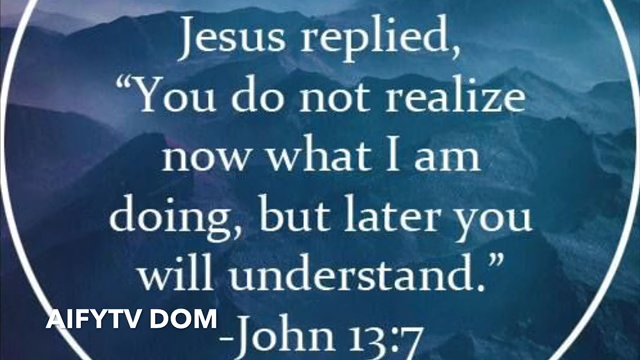 Jesus replied,
“You do not realize
now what I am
doing, but later you
will understand.”
AIFYTV DOM
-John 13:7